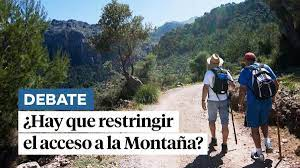 DEBATE
¿Hay que restringir
el acceso a la Montaña?